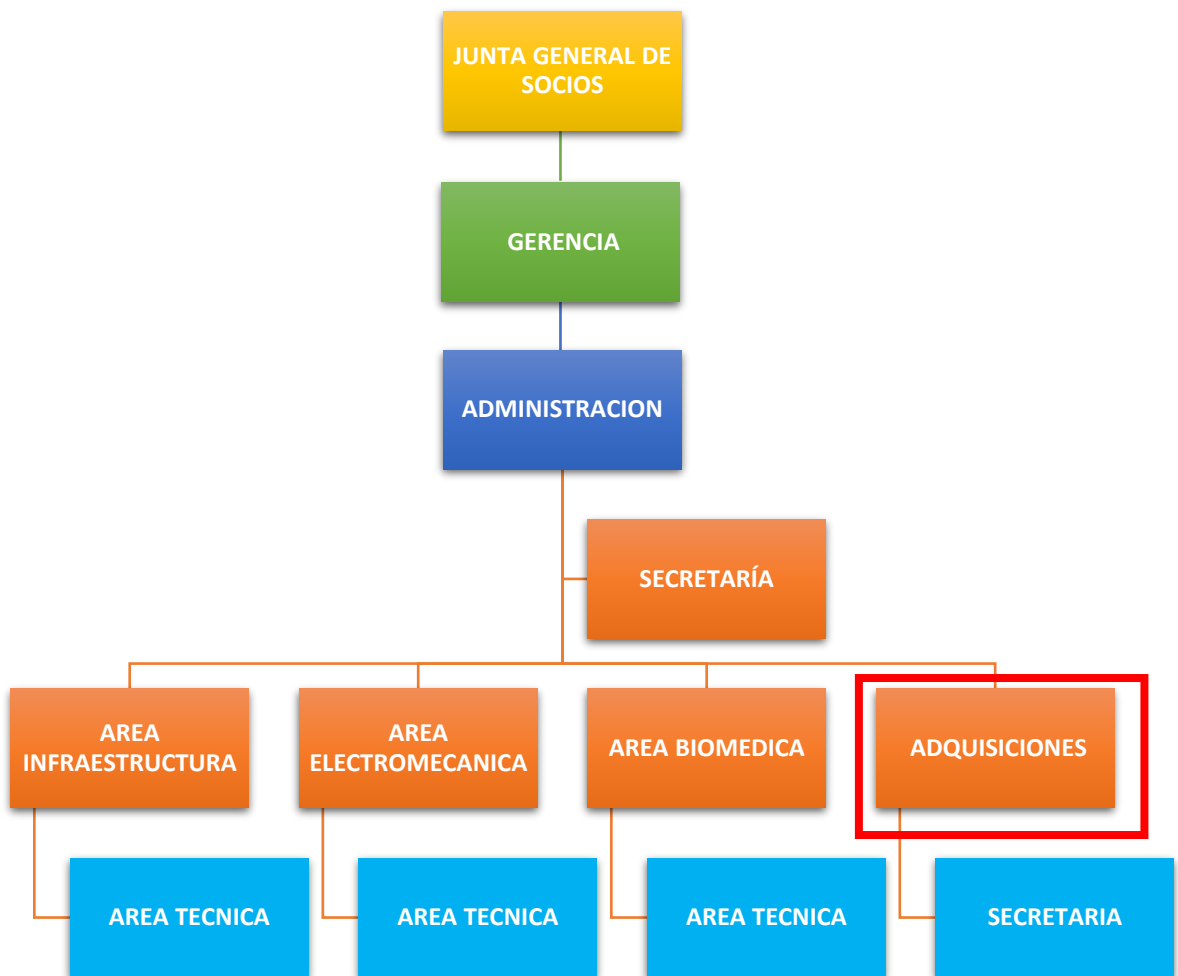 JUNTA GENERAL DE
SOCIOS
GERENCIA
ADMINISTRACION
SECRETARÍA
AREA
INFRAESTRUCTURA
AREA
ELECTROMECANICA
AREA BIOMEDICA
ADQUISICIONES
AREA TECNICA
AREA TECNICA
AREA TECNICA
SECRETARIA